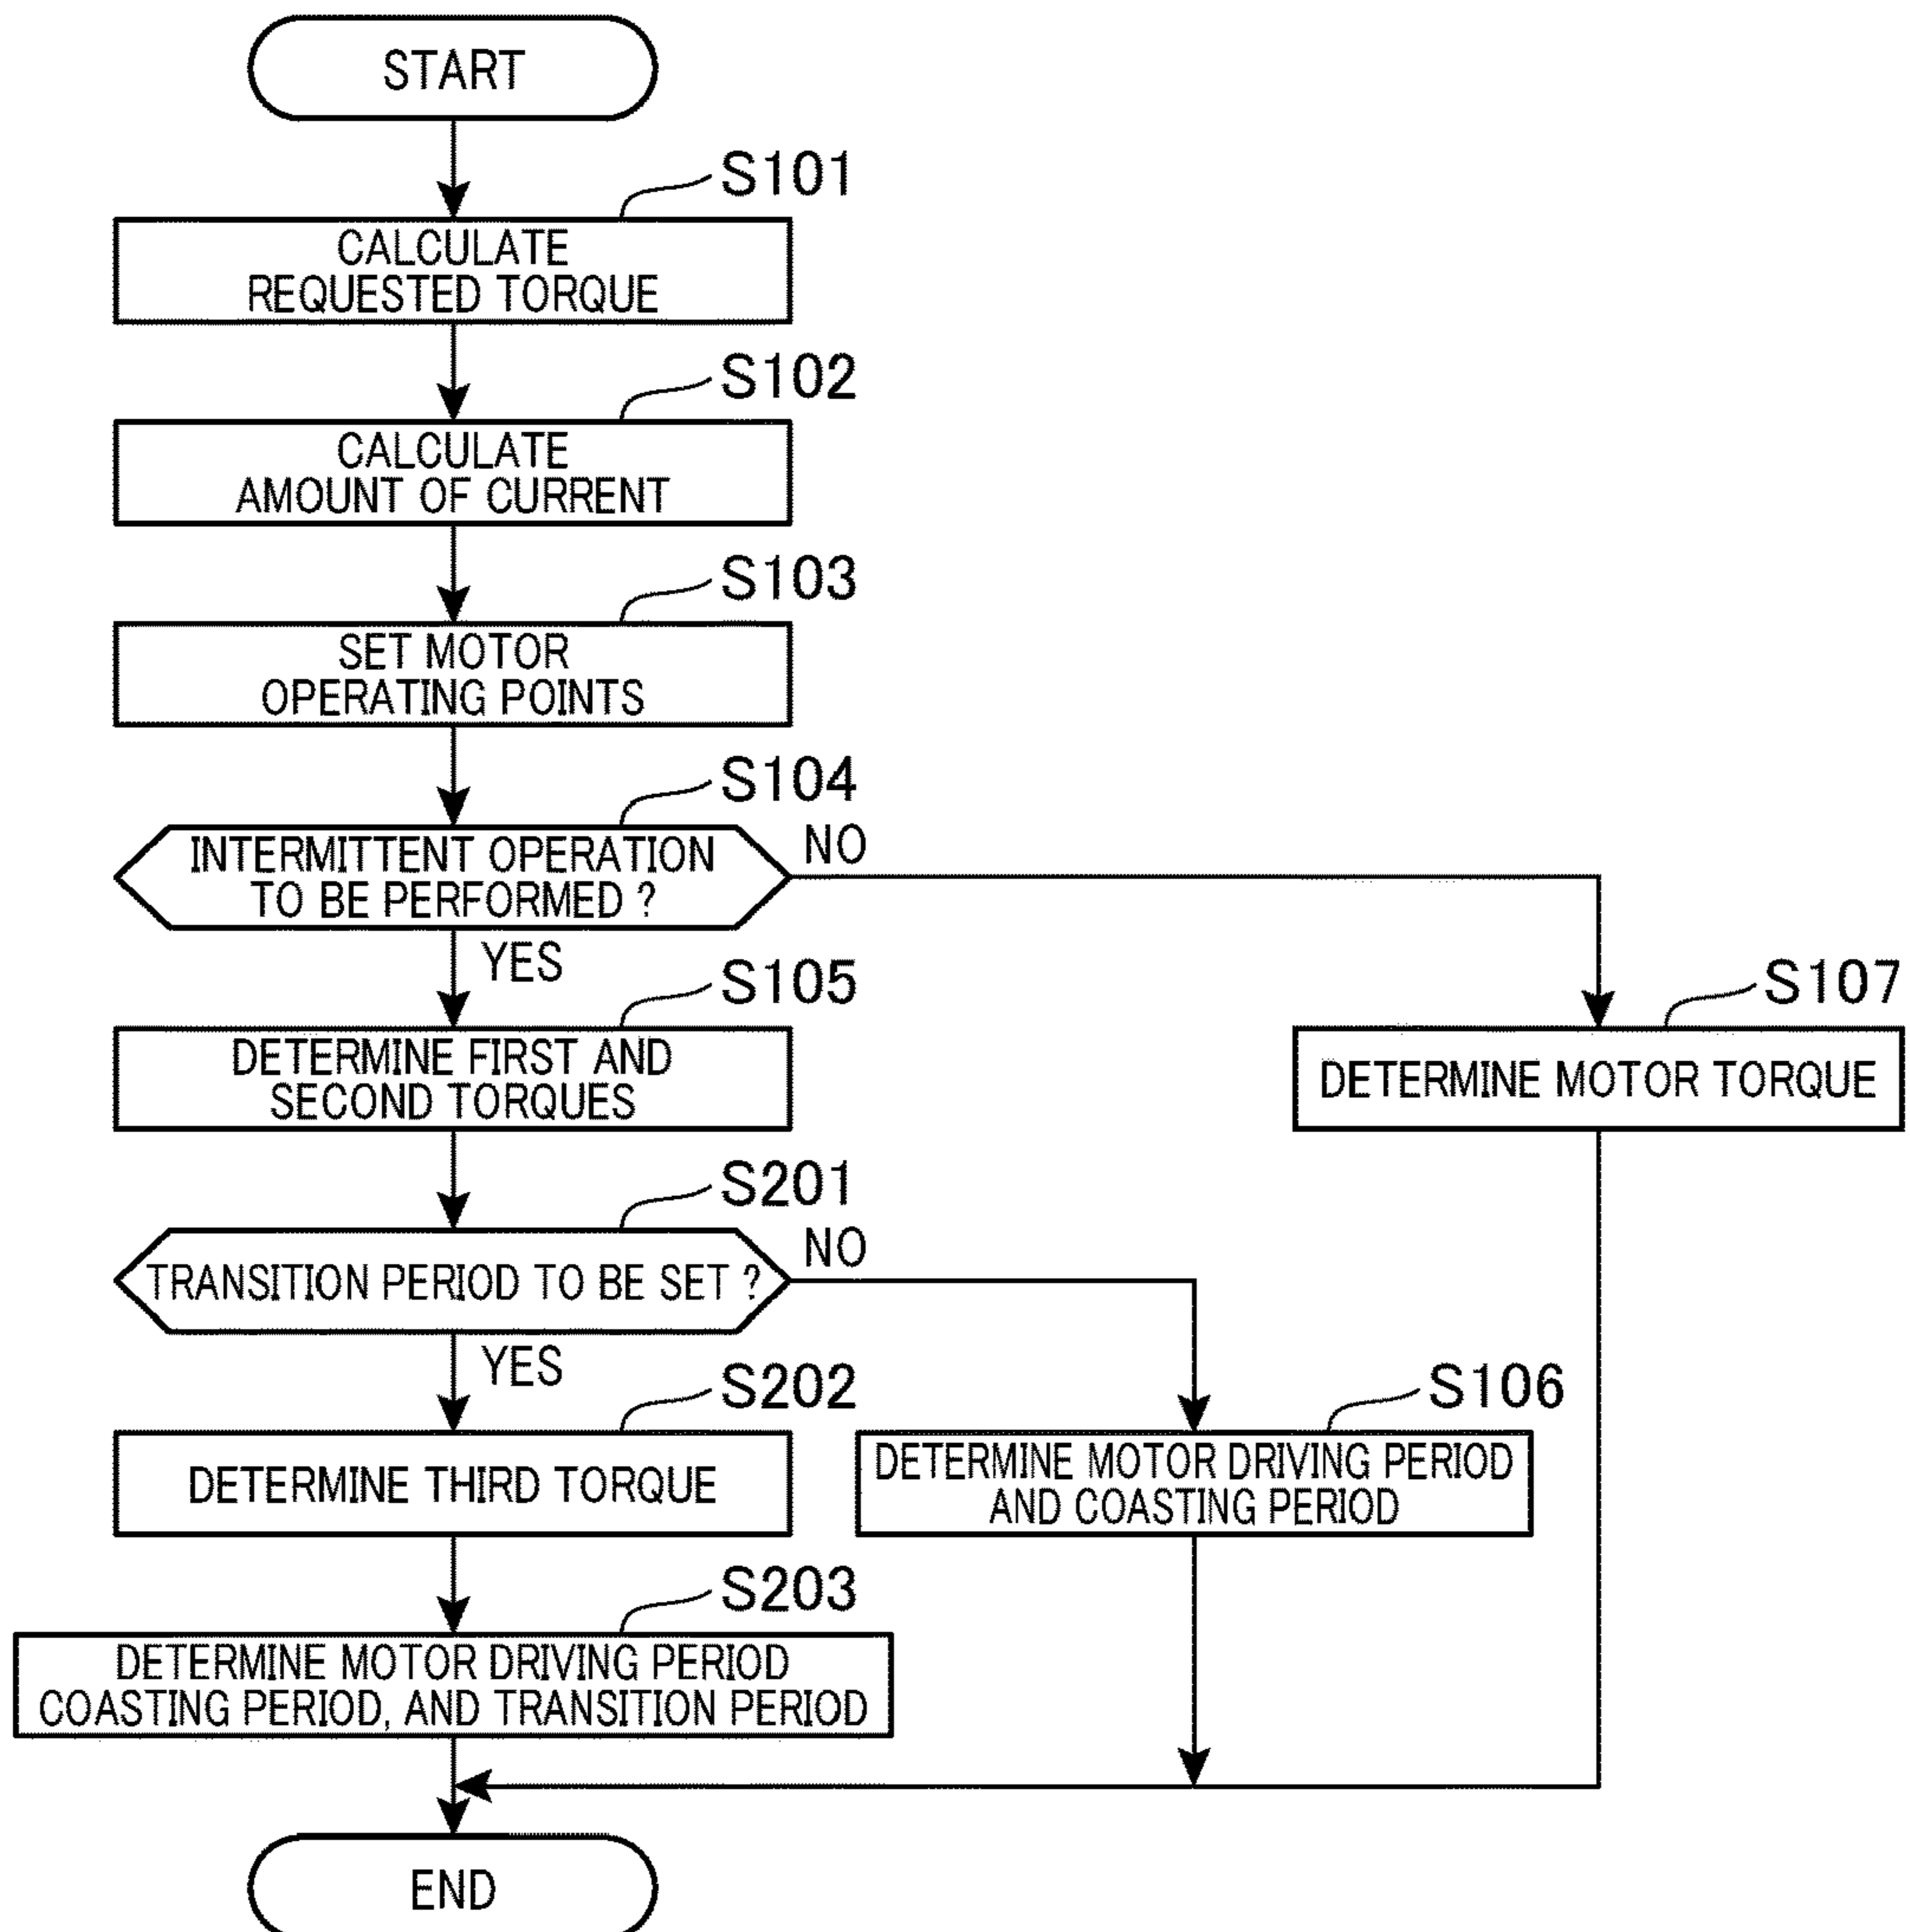 START
S101
CALCULATE
REQUESTED TORQUE
S102
CALCULATE
AMOUNT OF CURRENT
S103
SET MOTOR
OPERATING POINTS
S104
INTERMITTENT OPERATION
TO BE PERFORMED ?
NO
YES
S105
DETERMINE FIRST AND
SECOND TORQUES
S107
DETERMINE MOTOR TORQUE
S201
TRANSITION PERIOD TO BE SET ?
NO
YES
S202
DETERMINE THIRD TORQUE
S106
DETERMINE MOTOR DRIVING PERIOD
AND COASTING PERIOD
S203
DETERMINE MOTOR DRIVING PERIOD
COASTING PERIOD, AND TRANSITION PERIOD
END